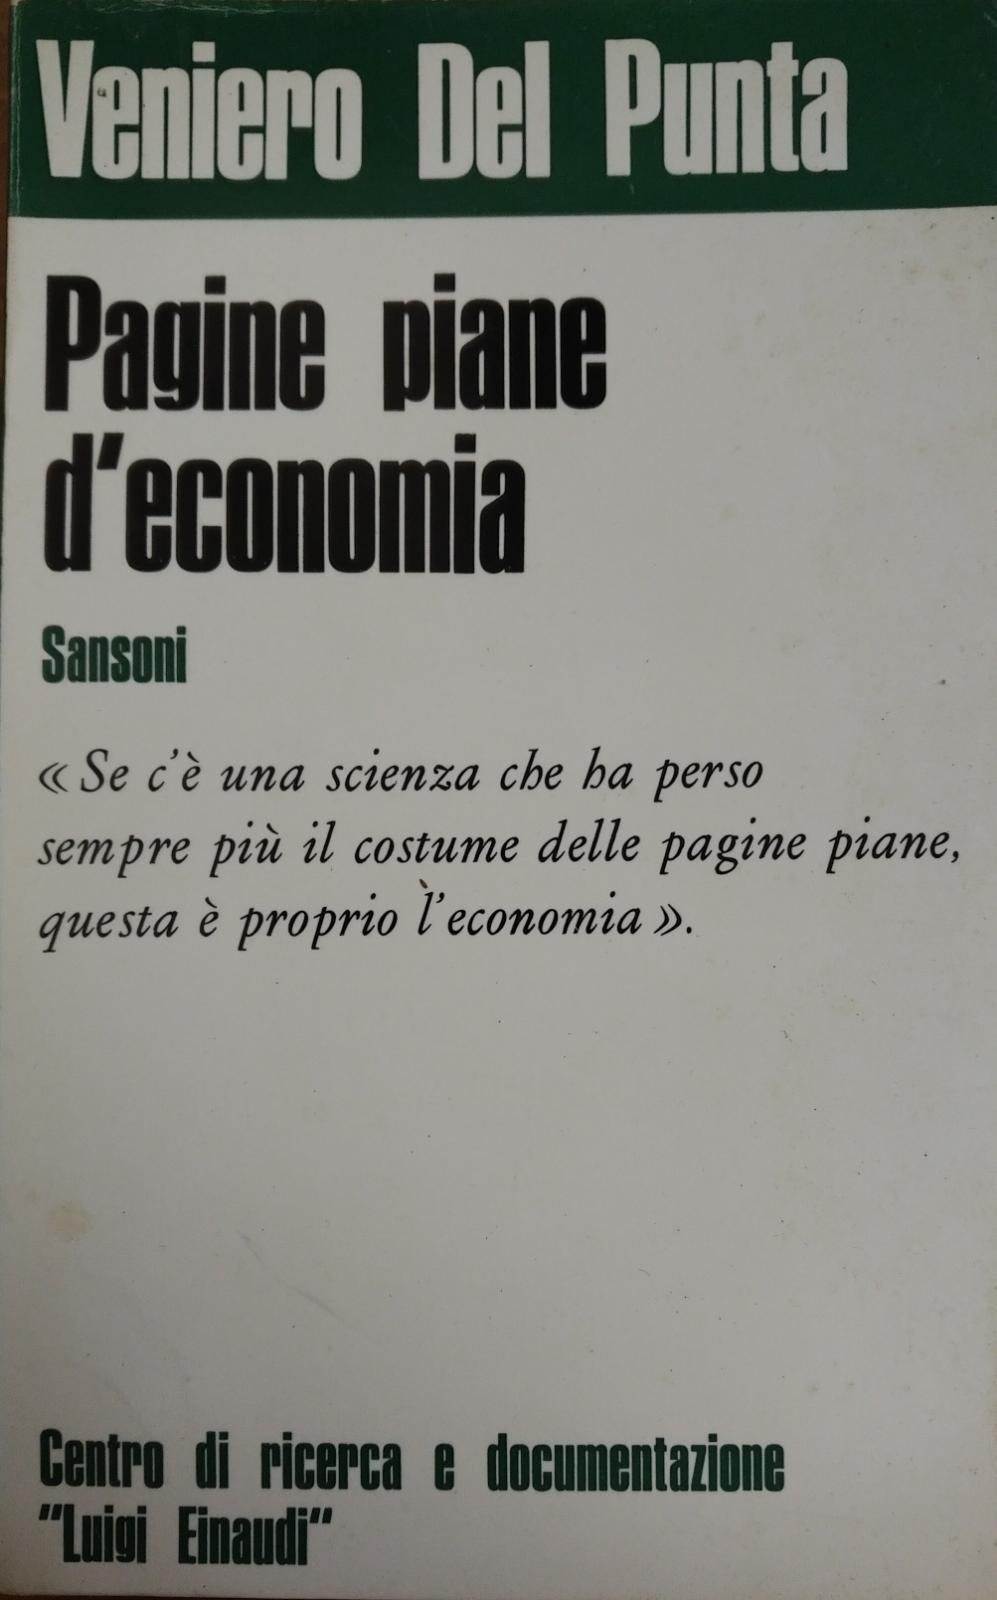 Veniero Del Punta
Pagine piane
d'economia
Sansoni
« Se c'è una scienza che ha perso
sempre più il costume delle pagine piane,
questa è proprio l'economia ».
Centro di ricerca e documentazione
"Luigi Einaudi"